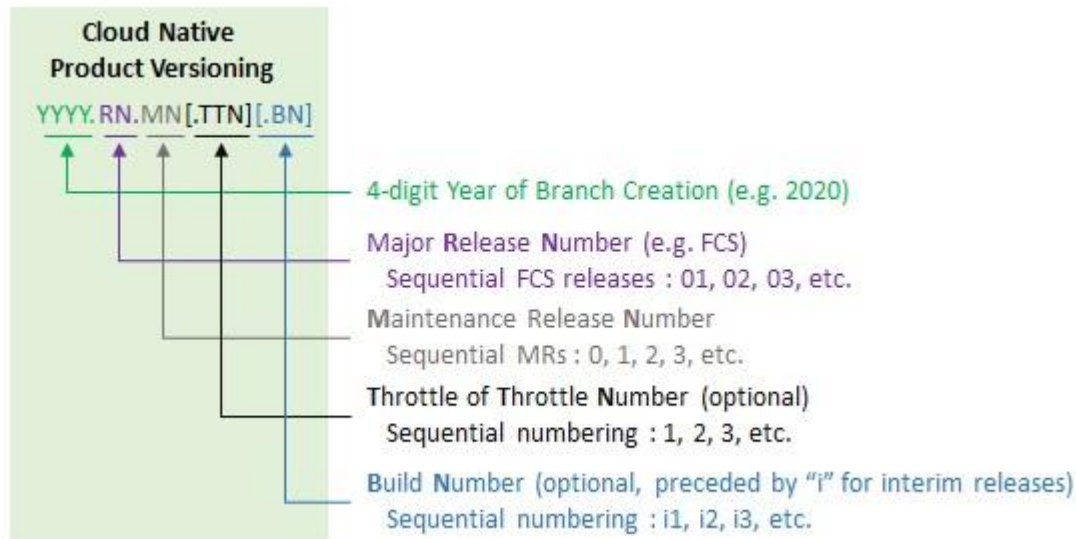 Cloud Native
Product Versioning
YYYY.RN.MN[.TTN][.BN]
4-digit Year of Branch Creation (e.g. 2020)
Major Release Number (e.g. FCS)
Sequential FCS releases : 01, 02, 03, etc.
Maintenance Release Number
Sequential MRs : 0, 1, 2, 3, etc.
Throttle of Throttle Number (optional)
Sequential numbering : 1, 2, 3, etc.
Build Number (optional, preceded by “i” for interim releases)
Sequential numbering : i1, i2, i3, etc.